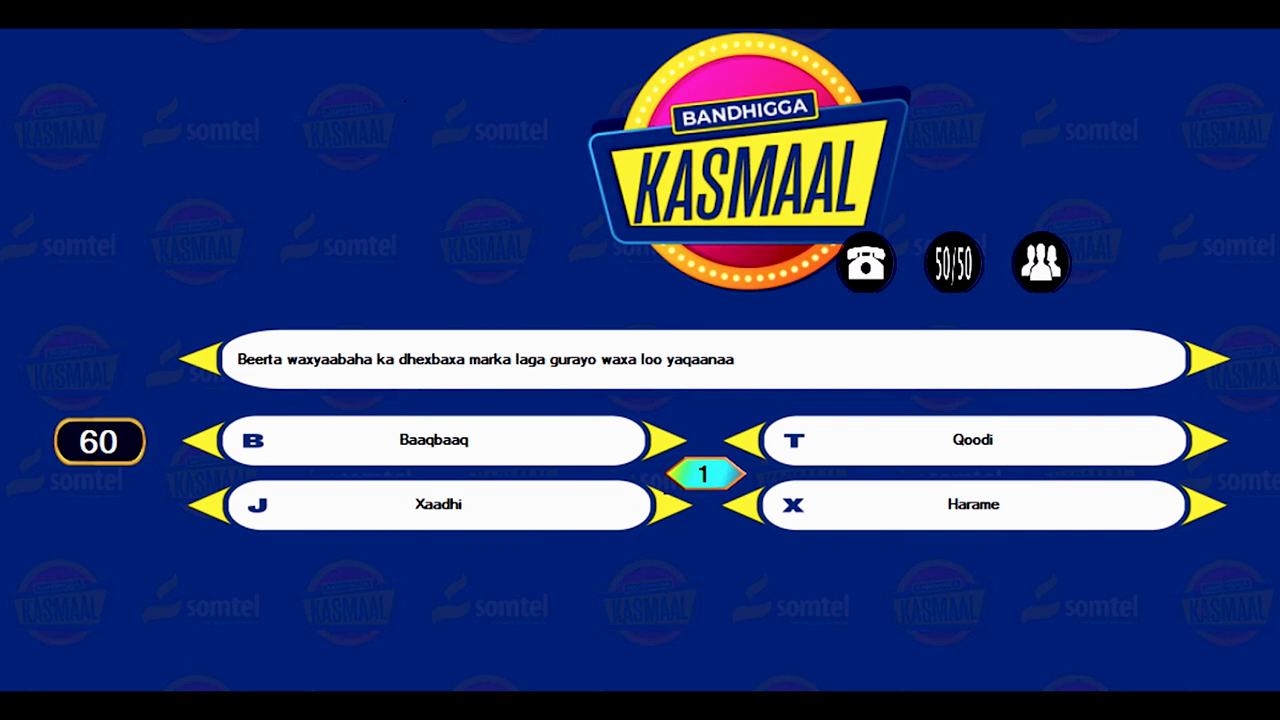 BANDHIGGA
KASMAAL
50/50
Beerta waxyaabaha ka dhexbaxa marka laga gurayo waxa loo yaqaanaa
60
B Baaqbaaq
T Qoodi
1
J Xaadhi
X Harame
somtel